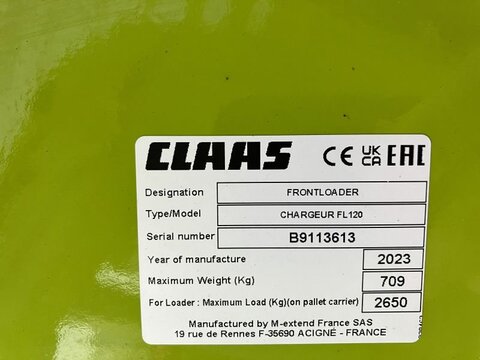 CLAAS CE UK CA EAC
Designation FRONTLOADER
Type/Model CHARGEUR FL120
Serial number B9113613
Year of manufacture 2023
Maximum Weight (Kg) 709
For Loader : Maximum Load (Kg)(on pallet carrier) 2650
Manufactured by M-extend France SAS
19 rue de Rennes F-35690 ACIGNÉ - FRANCE